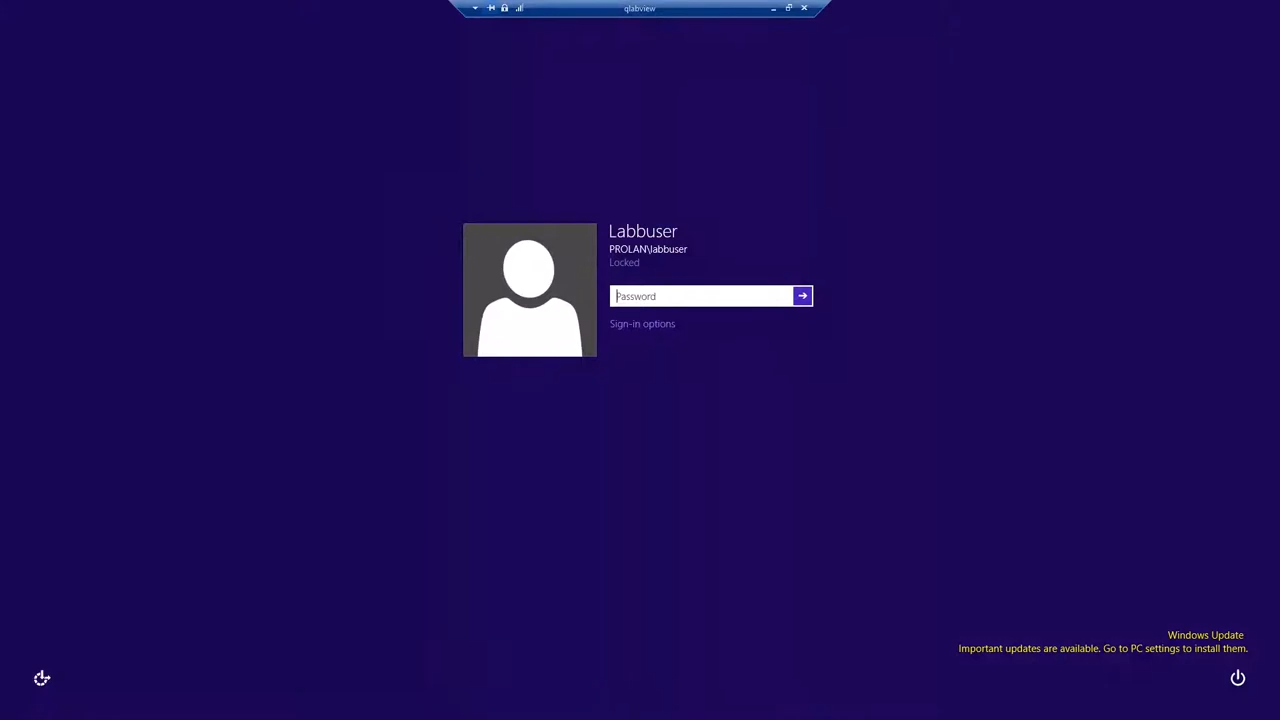 qlabview
Labbuser
PROLAN\labbuser
Locked
Password
Sign-in options
Windows Update
Important updates are available. Go to PC settings to install them.